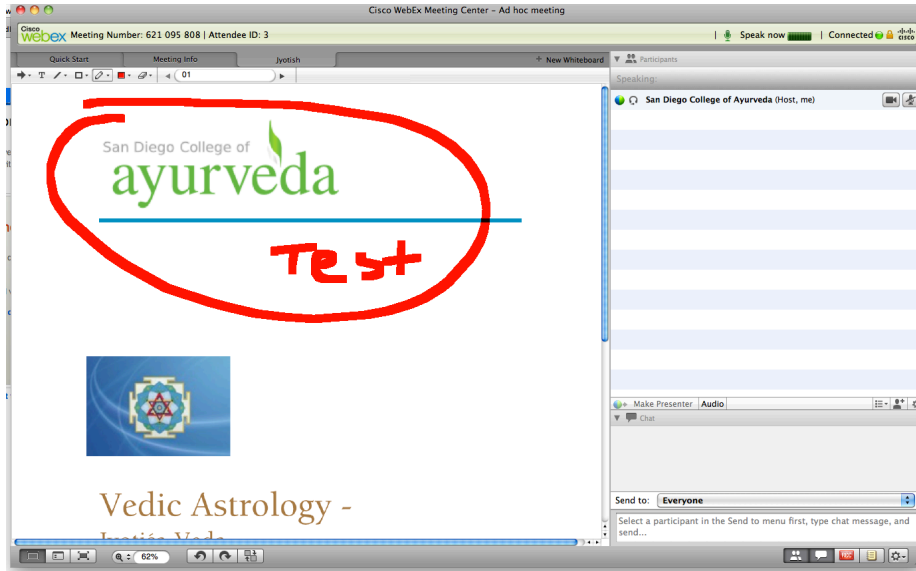 Cisco WebEx Meeting Center – Ad hoc meeting
Cisco webex Meeting Number: 621 095 808 | Attendee ID: 3
| Speak now | Connected cisco
Quick Start Meeting Info Jyotish + New Whiteboard
T 01
San Diego College of
ayurveda
Test
Vedic Astrology -
62%
Participants
Speaking:
San Diego College of Ayurveda (Host, me)
Make Presenter Audio
Chat
Send to: Everyone
Select a participant in the Send to menu first, type chat message, and
send...